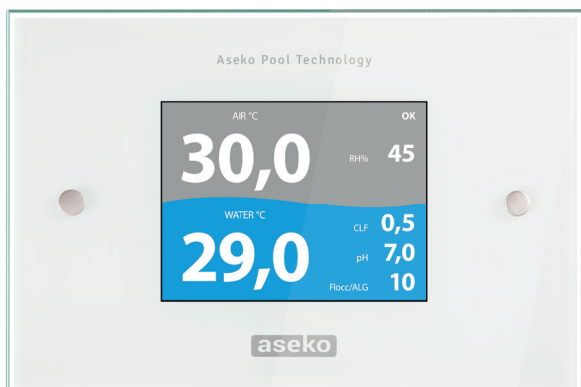 Aseko Pool Technology
AIR °C
OK
30,0
RH% 45
WATER °C
29,0
CLF 0,5
pH 7,0
Flocc/ALG 10
aseko